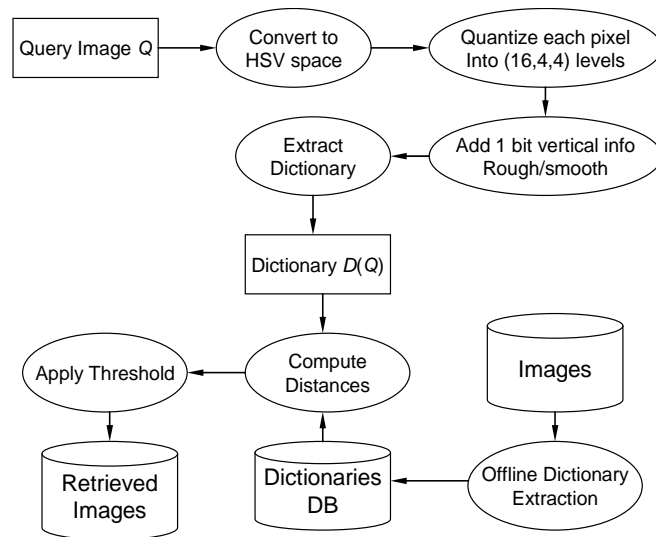 Query Image Q
Convert to
HSV space
Quantize each pixel
Into (16,4,4) levels
Extract
Dictionary
Add 1 bit vertical info
Rough/smooth
Dictionary D(Q)
Apply Threshold
Compute
Distances
Images
Retrieved
Images
Dictionaries
DB
Offline Dictionary
Extraction